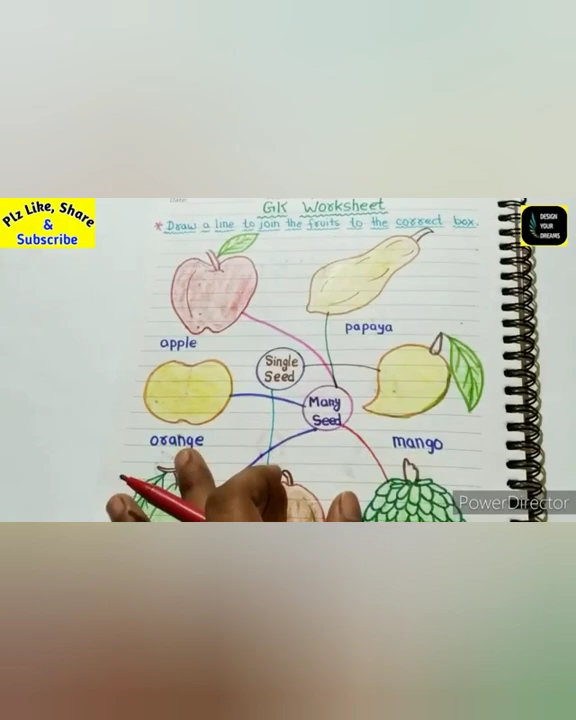 Plz Like, Share
&
Subscribe
DESIGN
YOUR
DREAMS
GK Worksheet
* Draw a line to join the fruits to the correct box.
apple
papaya
Single
Seed
Many
Seed
orange
mango
PowerDirector